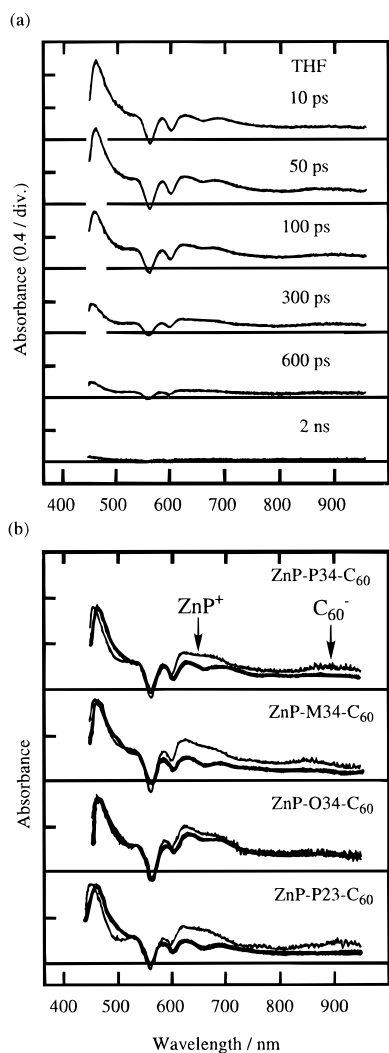 (a)
THF
10 ps
50 ps
100 ps
300 ps
600 ps
2 ns
Absorbance (0.4 / div.)
400 500 600 700 800 900
(b)
ZnP-P34-C₆₀
ZnP⁺
C₆₀⁻
ZnP-M34-C₆₀
ZnP-O34-C₆₀
ZnP-P23-C₆₀
Absorbance
400 500 600 700 800 900
Wavelength / nm